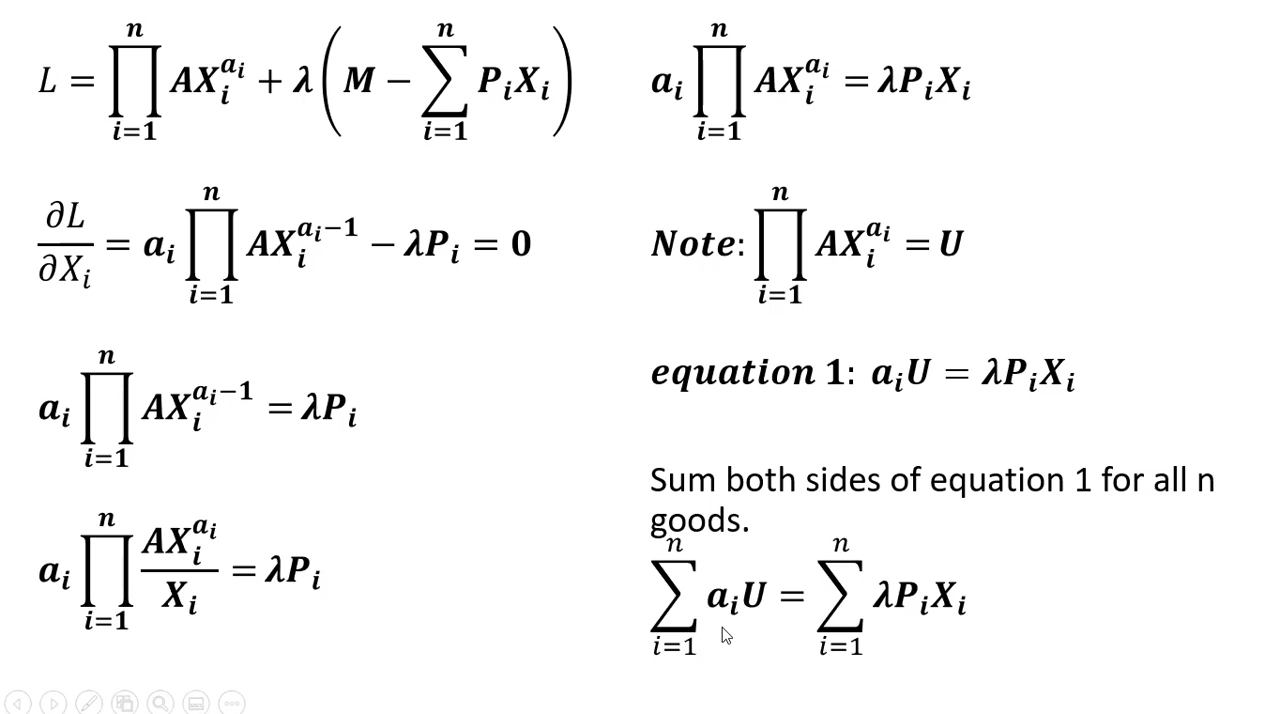 L = ∏_{i=1}^{n} AX_i^{a_i} + λ(M − ∑_{i=1}^{n} P_iX_i)
∂L/∂X_i = a_i ∏_{i=1}^{n} AX_i^{a_i−1} − λP_i = 0
a_i ∏_{i=1}^{n} AX_i^{a_i−1} = λP_i
a_i ∏_{i=1}^{n} AX_i^{a_i}/X_i = λP_i
a_i ∏_{i=1}^{n} AX_i^{a_i} = λP_iX_i
Note: ∏_{i=1}^{n} AX_i^{a_i} = U
equation 1: a_iU = λP_iX_i
Sum both sides of equation 1 for all n
goods.
∑_{i=1}^{n} a_iU = ∑_{i=1}^{n} λP_iX_i